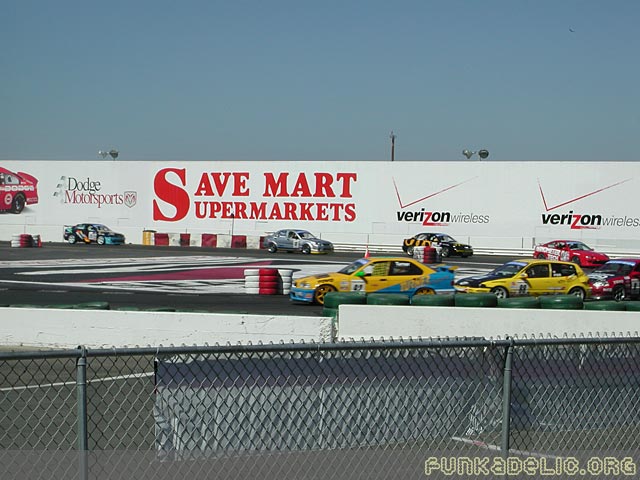 Dodge
Motorsports
SAVE MART
SUPERMARKETS
verizon wireless
verizon wireless
FUNKADELIC.ORG